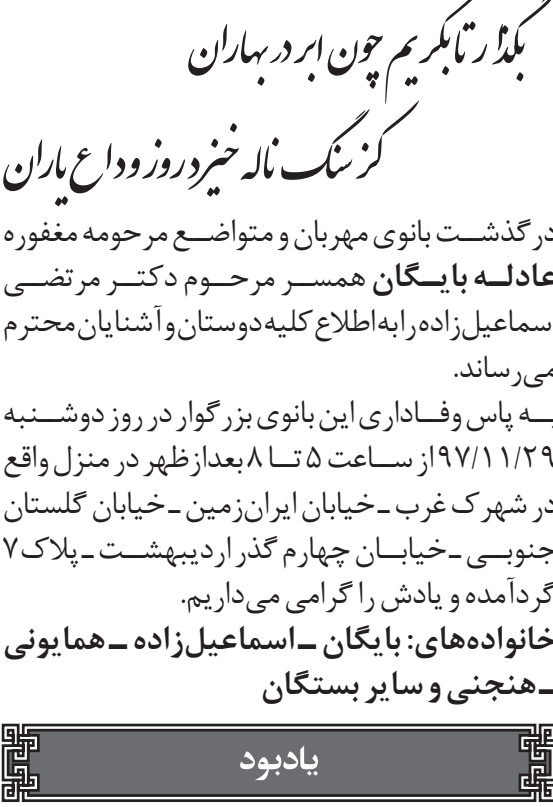 بگذار تا بگریم چون ابر در بهاران
کز سنگ ناله خیزد روز وداع یاران
درگذشت بانوی مهربان و متواضع مرحومه مغفوره
عادله بایگان همسر مرحوم دکتر مرتضی
اسماعیل‌زاده را به اطلاع کلیه دوستان و آشنایان محترم
می‌رساند.
به پاس وفاداری این بانوی بزرگوار در روز دوشنبه
۹۷/۱۱/۲۹ از ساعت ۵ تا ۸ بعدازظهر در منزل واقع
در شهرک غرب ـ خیابان ایران‌زمین ـ خیابان گلستان
جنوبی ـ خیابان چهارم گذر اردیبهشت ـ پلاک ۷
گردآمده و یادش را گرامی می‌داریم.
خانواده‌های: بایگان ـ اسماعیل‌زاده ـ همایونی
ـ هنجنی و سایر بستگان
یادبود